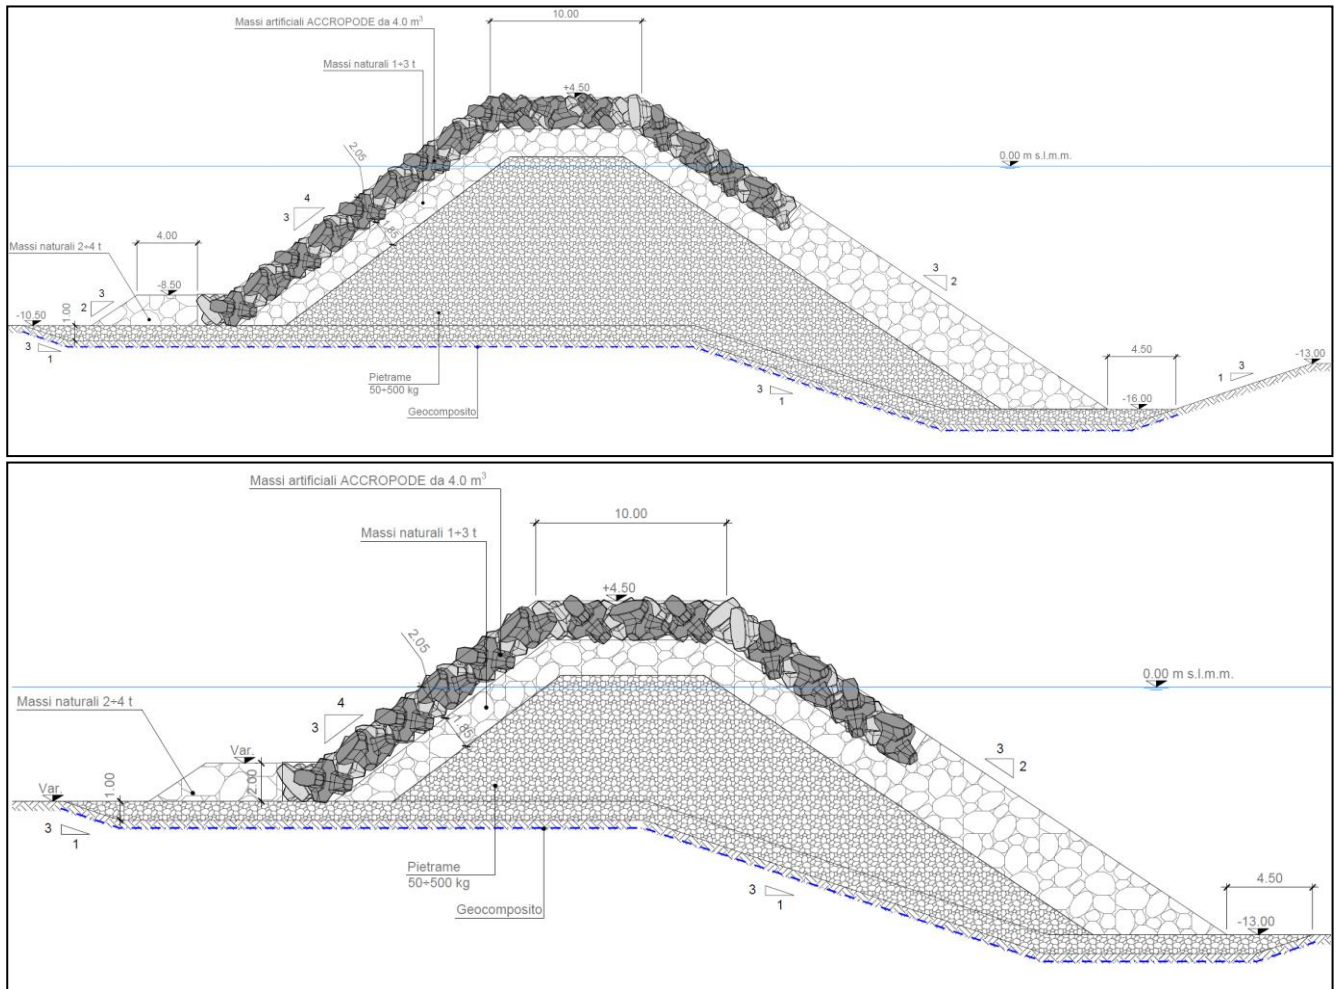 Massi artificiali ACCROPODE da 4.0 m³
10.00
Massi naturali 1÷3 t
+4.50
2.05
0.00 m s.l.m.m.
4
3
1.85
Massi naturali 2÷4 t
4.00
3
2
-8.50
3
2
-10.50
1.00
3
1
4.50
-13.00
3
1
3
1
Pietrame
50÷500 kg
-16.00
Geocomposito
Massi artificiali ACCROPODE da 4.0 m³
10.00
Massi naturali 1÷3 t
+4.50
2.05
0.00 m s.l.m.m.
Massi naturali 2÷4 t
4
3
1.85
Var.
3
2
Var.
1.00
2.00
3
1
Pietrame
50÷500 kg
3
1
4.50
Geocomposito
-13.00